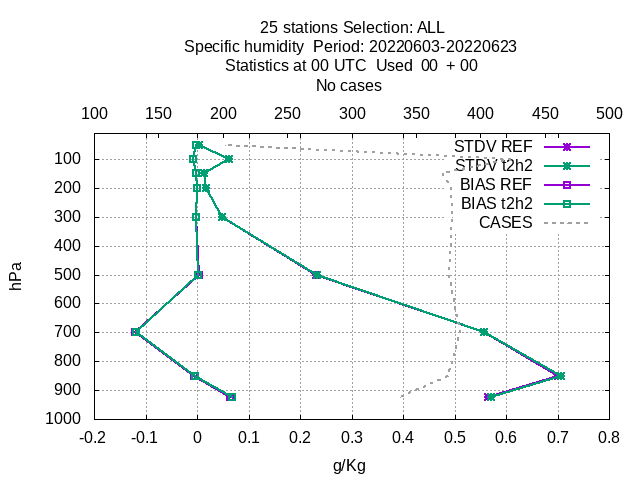 25 stations Selection: ALL
Specific humidity  Period: 20220603-20220623
Statistics at 00 UTC  Used  00  + 00
No cases
100 150 200 250 300 350 400 450 500
STDV REF
STDV t2h2
BIAS REF
BIAS t2h2
CASES
100
200
300
400
500
600
700
800
900
1000
hPa
-0.2 -0.1 0 0.1 0.2 0.3 0.4 0.5 0.6 0.7 0.8
g/Kg